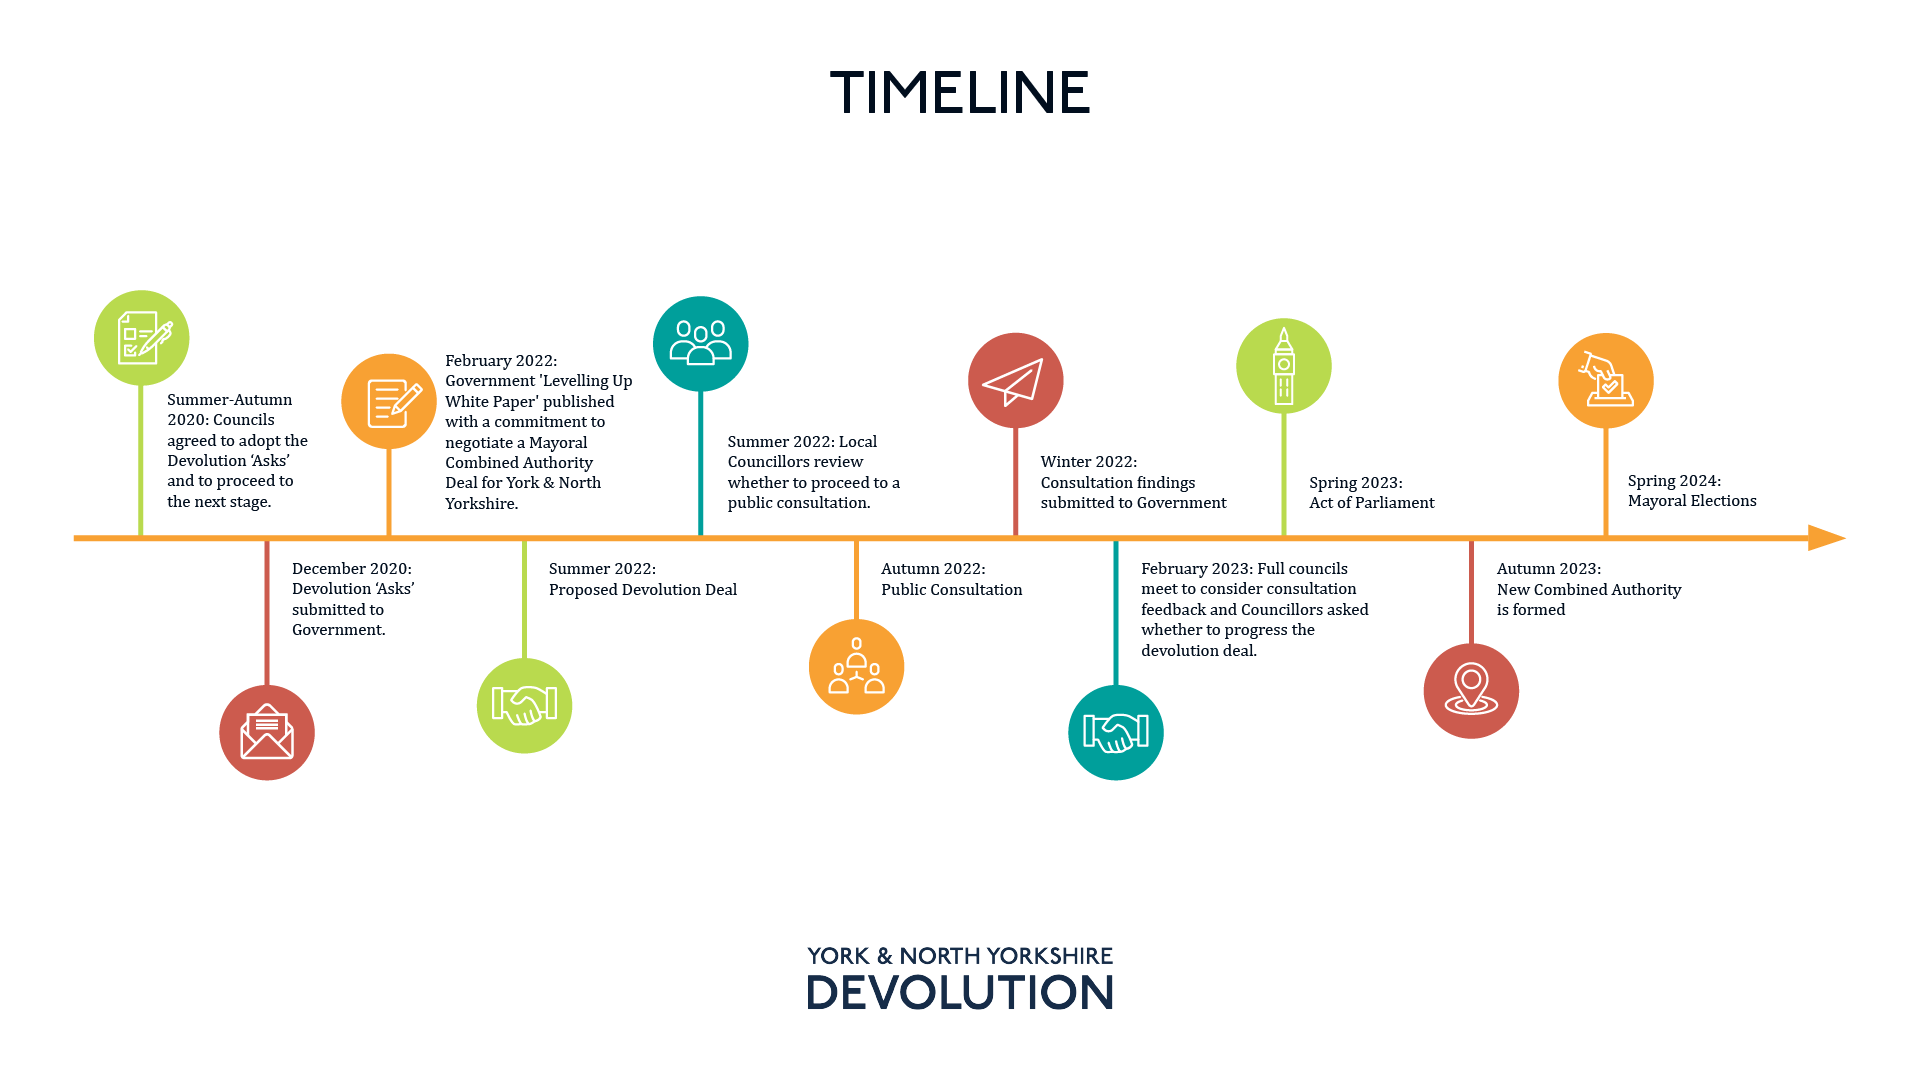 TIMELINE
Summer-Autumn
2020: Councils
agreed to adopt the
Devolution ‘Asks’
and to proceed to
the next stage.
December 2020:
Devolution ‘Asks’
submitted to
Government.
February 2022:
Government 'Levelling Up
White Paper' published
with a commitment to
negotiate a Mayoral
Combined Authority
Deal for York & North
Yorkshire.
Summer 2022:
Proposed Devolution Deal
Summer 2022: Local
Councillors review
whether to proceed to a
public consultation.
Autumn 2022:
Public Consultation
Winter 2022:
Consultation findings
submitted to Government
February 2023: Full councils
meet to consider consultation
feedback and Councillors asked
whether to progress the
devolution deal.
Spring 2023:
Act of Parliament
Autumn 2023:
New Combined Authority
is formed
Spring 2024:
Mayoral Elections
YORK & NORTH YORKSHIRE
DEVOLUTION